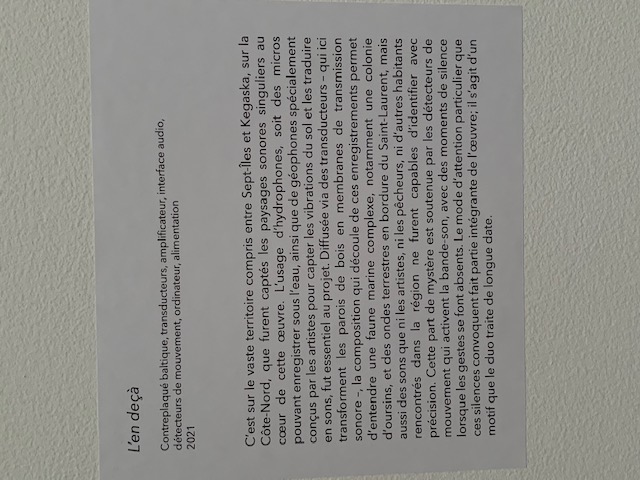 L'en deçà
Contreplaqué baltique, transducteurs, amplificateur, interface audio,
détecteurs de mouvement, ordinateur, alimentation
2021
C'est sur le vaste territoire compris entre Sept-Îles et Kegaska, sur la
Côte-Nord, que furent captés les paysages sonores singuliers au
cœur de cette œuvre. L'usage d'hydrophones, soit des micros
pouvant enregistrer sous l'eau, ainsi que de géophones spécialement
conçus par les artistes pour capter les vibrations du sol et les traduire
en sons, fut essentiel au projet. Diffusée via des transducteurs – qui ici
transforment les parois de bois en membranes de transmission
sonore –, la composition qui découle de ces enregistrements permet
d'entendre une faune marine complexe, notamment une colonie
d'oursins, et des ondes terrestres en bordure du Saint-Laurent, mais
aussi des sons que ni les artistes, ni les pêcheurs, ni d'autres habitants
rencontrés dans la région ne furent capables d'identifier avec
précision. Cette part de mystère est soutenue par les détecteurs de
mouvement qui activent la bande-son, avec des moments de silence
lorsque les gestes se font absents. Le mode d'attention particulier que
ces silences convoquent fait partie intégrante de l'œuvre; il s'agit d'un
motif que le duo traite de longue date.